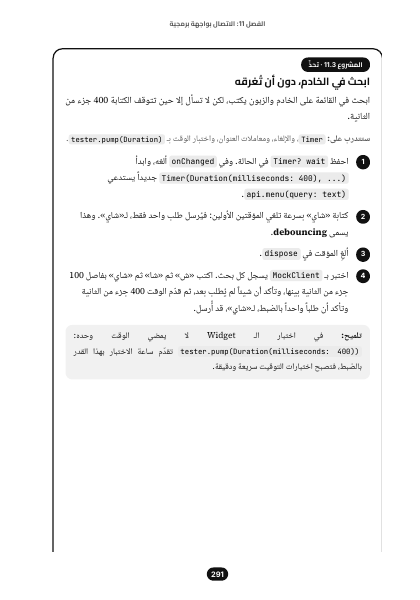 الفصل 11: الاتصال بواجهة برمجية
المشروع 11.3 · تحدٍّ
ابحث في الخادم، دون أن تُغرقه
ابحث في القائمة على الخادم والزبون يكتب، لكن لا تسأل إلا حين تتوقف الكتابة 400 جزء من
الثانية.
ستتدرب على: Timer، والإلغاء، ومعاملات العنوان، واختبار الوقت بـ tester.pump(Duration).
1 احفظ Timer? wait في الحالة. وفي onChanged ألغه، وابدأ
Timer(Duration(milliseconds: 400), ...) جديداً يستدعي
api.menu(query: text).
2 كتابة «شاي» بسرعة تلغي المؤقتين الأولين: فيُرسل طلب واحد فقط، لـ«شاي». وهذا
يسمى debouncing.
3 ألغِ المؤقت في dispose.
4 اختبر بـ MockClient يسجل كل بحث. اكتب «ش» ثم «شا» ثم «شاي» بفاصل 100
جزء من الثانية بينها، وتأكد أن شيئاً لم يُطلب بعد، ثم قدّم الوقت 400 جزء من الثانية
وتأكد أن طلباً واحداً بالضبط، لـ«شاي»، قد أُرسل.
تلميح: في اختبار الـ Widget لا يمضي الوقت وحده:
tester.pump(Duration(milliseconds: 400)) تقدّم ساعة الاختبار بهذا القدر
بالضبط، فتصبح اختبارات التوقيت سريعة ودقيقة.
291